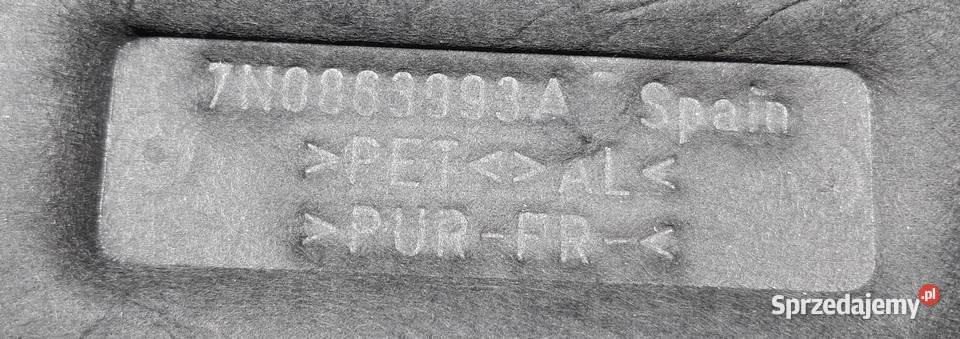 7N0863993A Spain
>PET<>AL<
>PUR-FR-<
Sprzedajemy.pl